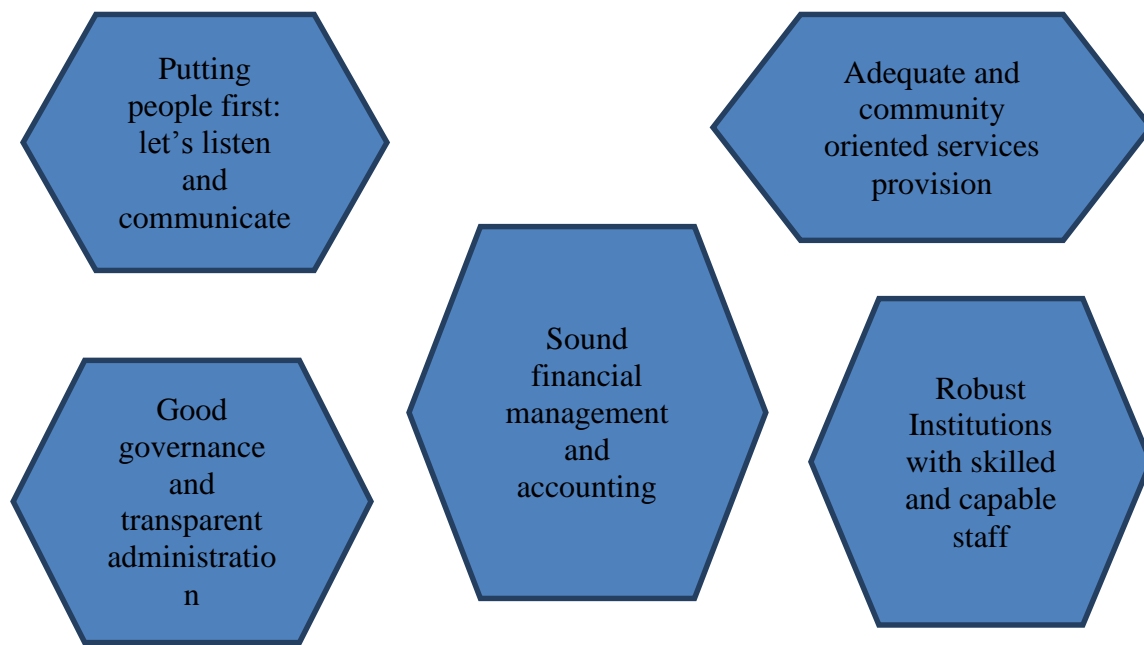 Putting
people first:
let’s listen
and
communicate
Adequate and
community
oriented services
provision
Sound
financial
management
and
accounting
Good
governance
and
transparent
administratio
n
Robust
Institutions
with skilled
and capable
staff